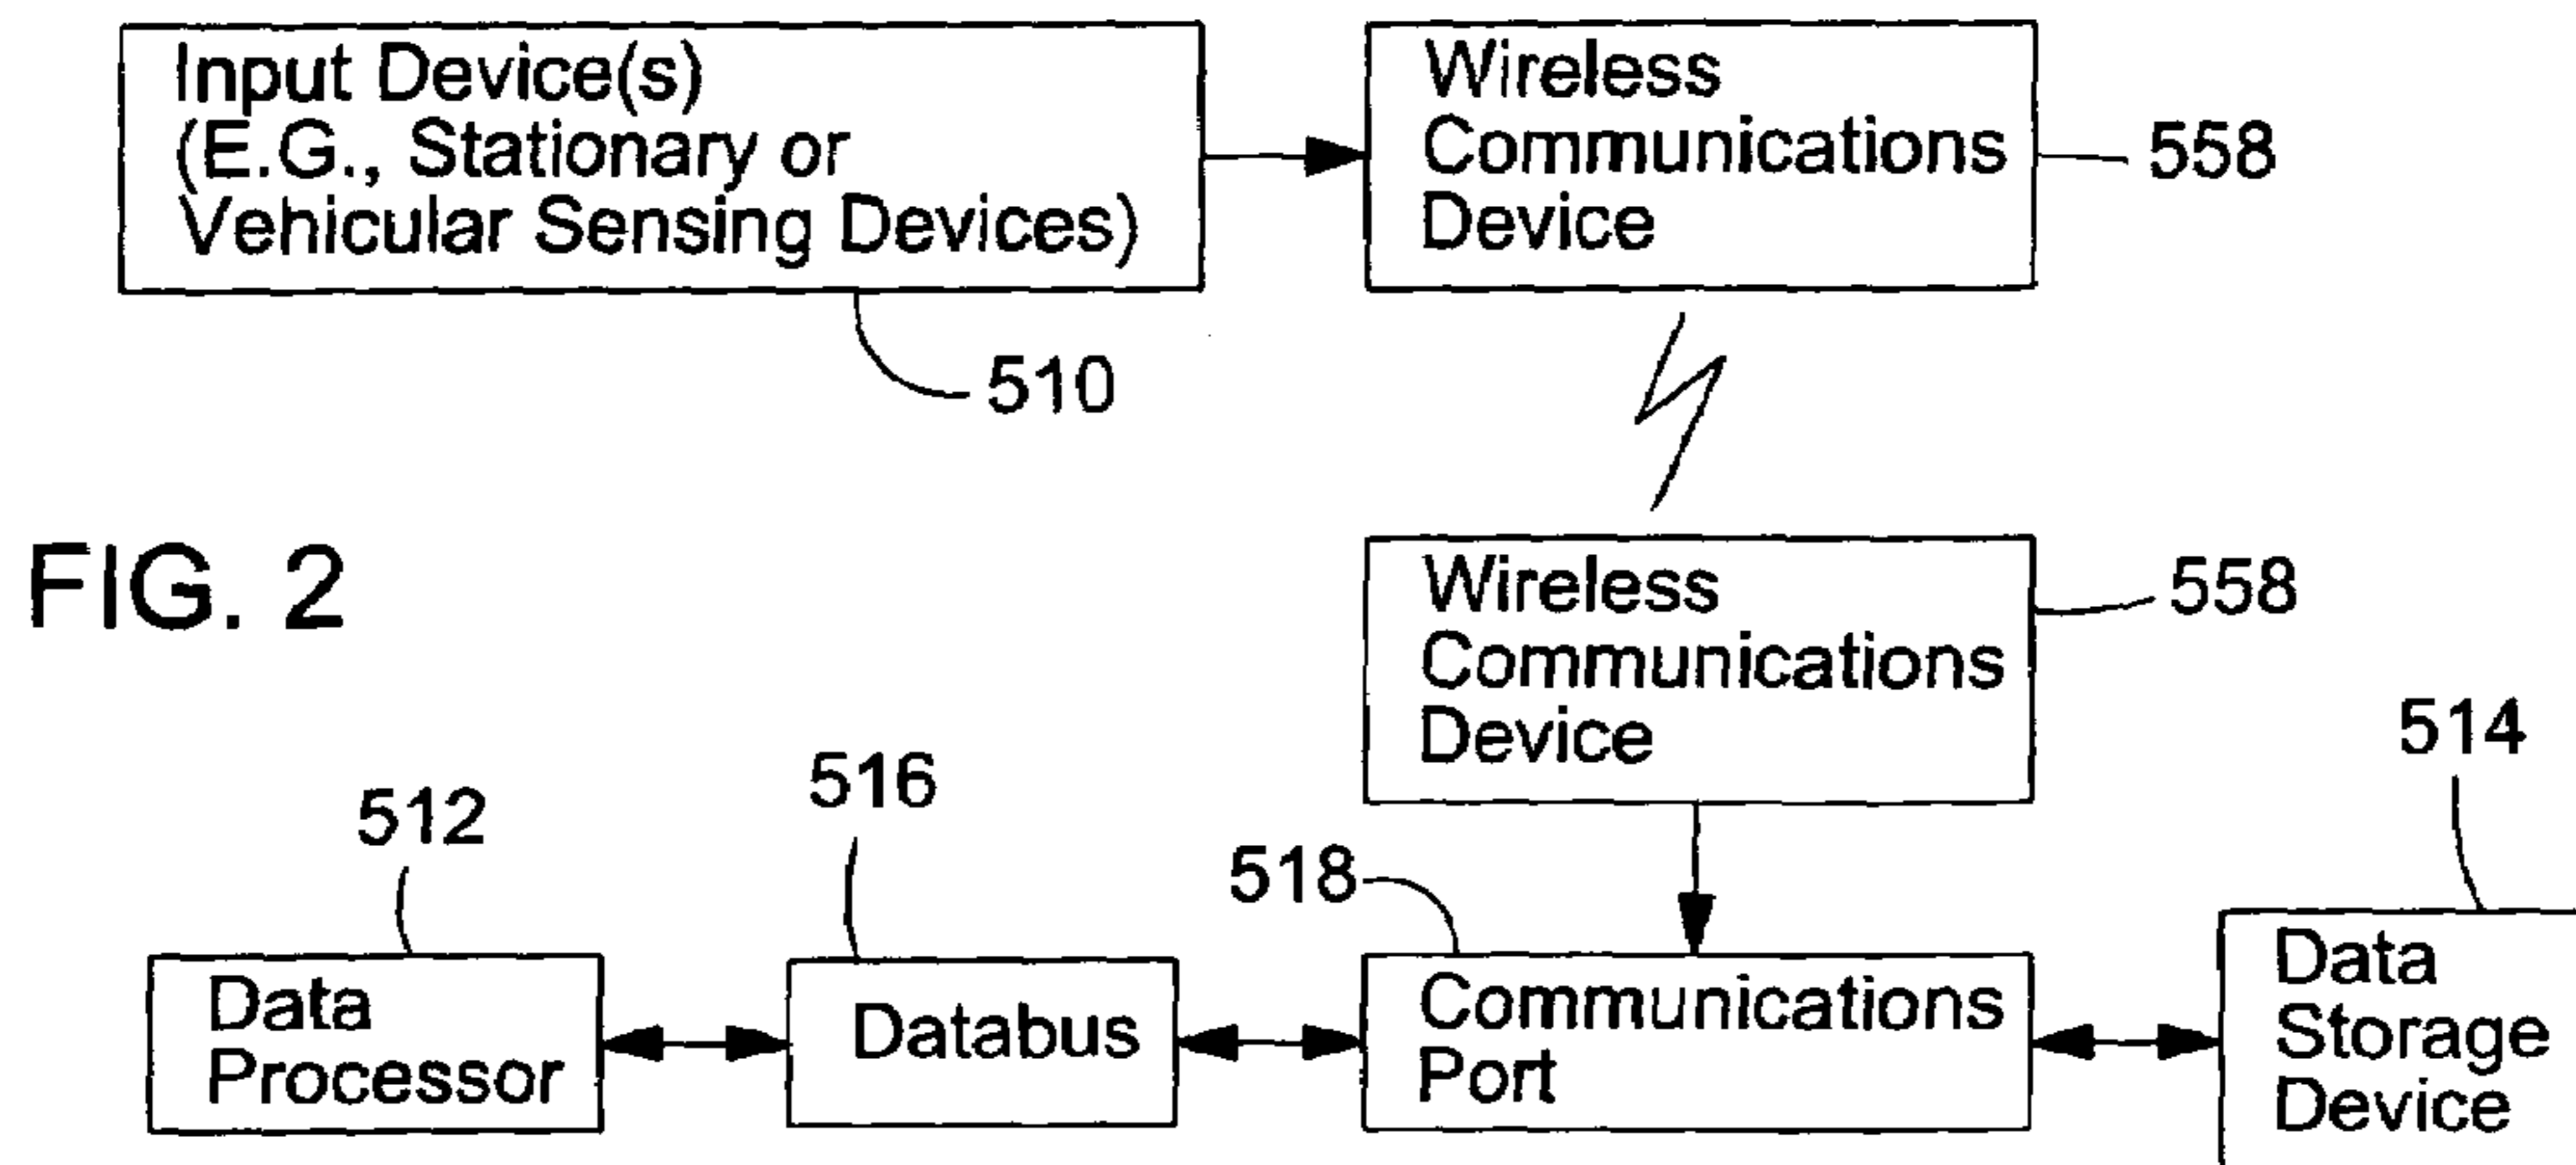 Input Device(s)
(E.G., Stationary or
Vehicular Sensing Devices)
510
Wireless
Communications
Device
558
FIG. 2
Wireless
Communications
Device
558
512
Data
Processor
516
Databus
518
Communications
Port
514
Data
Storage
Device